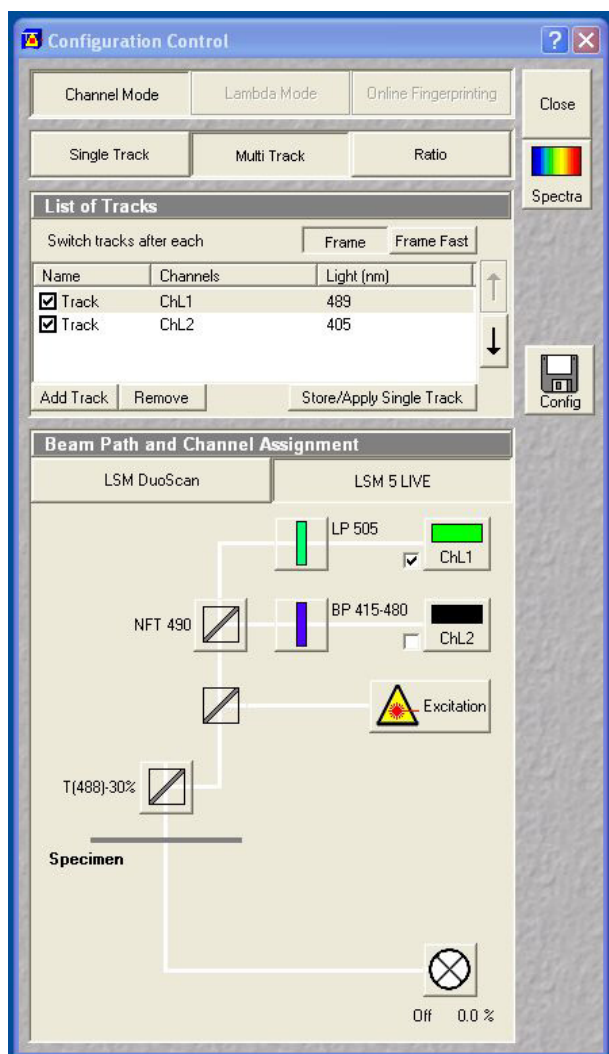 Configuration Control
Channel Mode Lambda Mode Online Fingerprinting
Close
Single Track Multi Track Ratio
Spectra
List of Tracks
Switch tracks after each Frame Frame Fast
Name Channels Light (nm)
Track ChL1 489
Track ChL2 405
Add Track Remove Store/Apply Single Track
Config
Beam Path and Channel Assignment
LSM DuoScan LSM 5 LIVE
LP 505
ChL1
NFT 490 BP 415-480
ChL2
Excitation
T(488)-30%
Specimen
Off 0.0 %